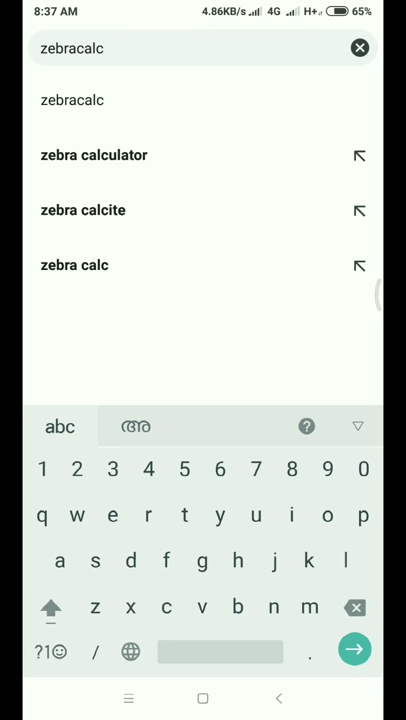 8:37 AM 4.86KB/s 4G H+ 65%
zebracalc
zebracalc
zebra calculator
zebra calcite
zebra calc
abc അ ?
1 2 3 4 5 6 7 8 9 0
q w e r t y u i o p
a s d f g h j k l
z x c v b n m
?1☺ / .